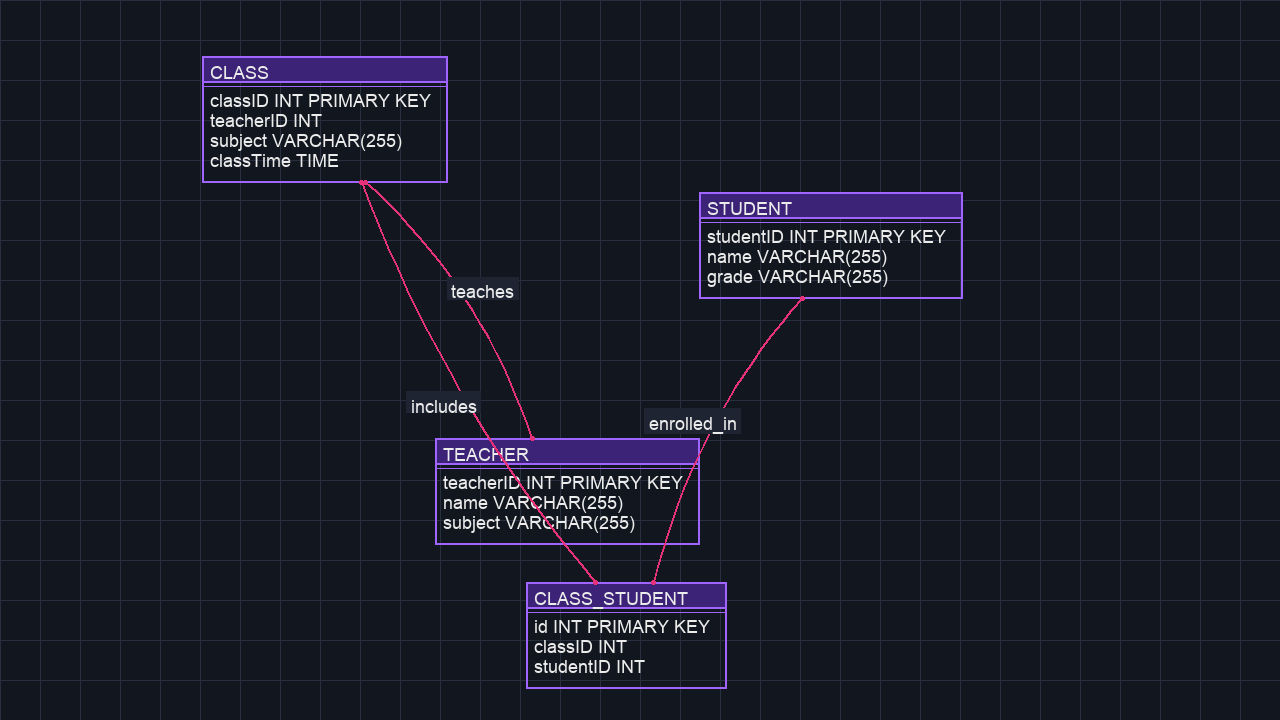 CLASS
classID INT PRIMARY KEY
teacherID INT
subject VARCHAR(255)
classTime TIME
STUDENT
studentID INT PRIMARY KEY
name VARCHAR(255)
grade VARCHAR(255)
teaches
includes
enrolled_in
TEACHER
teacherID INT PRIMARY KEY
name VARCHAR(255)
subject VARCHAR(255)
CLASS_STUDENT
id INT PRIMARY KEY
classID INT
studentID INT